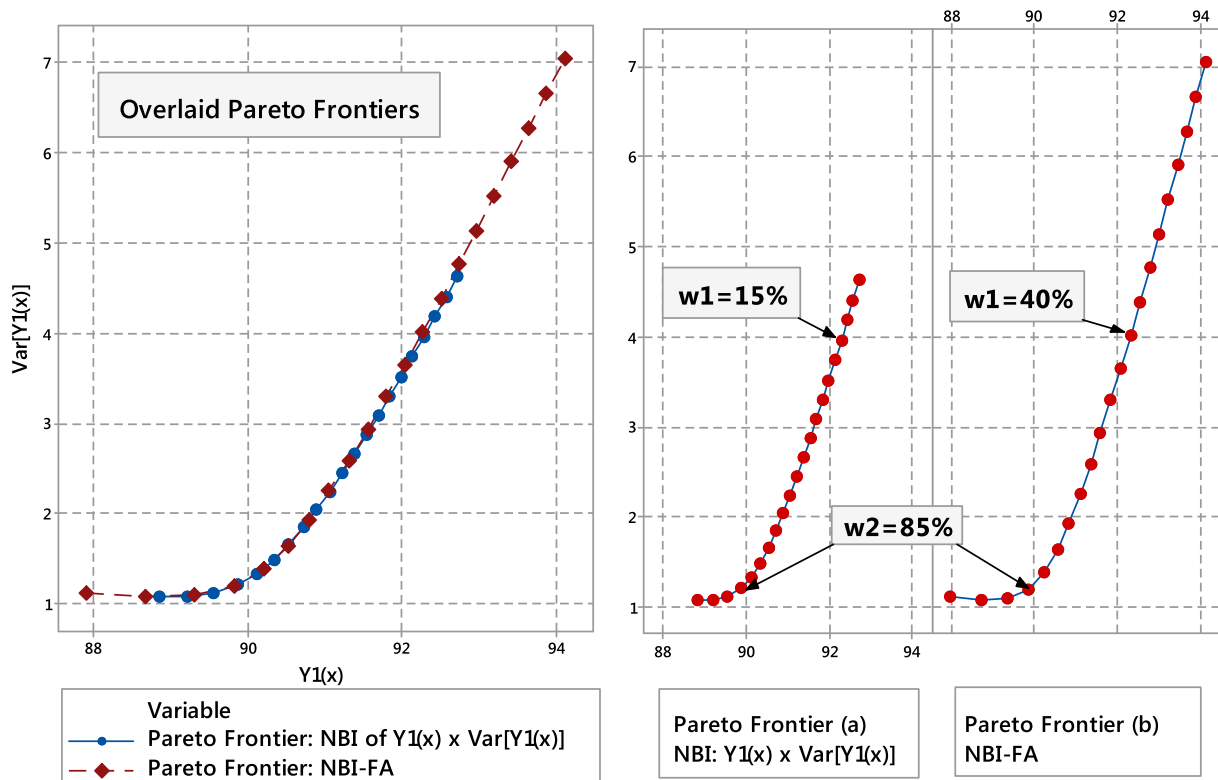 Overlaid Pareto Frontiers
7
6
5
4
3
2
1
Var[Y1(x)]
88
90
92
94
Y1(x)
Variable
Pareto Frontier: NBI of Y1(x) x Var[Y1(x)]
Pareto Frontier: NBI-FA
88
90
92
94
7
6
5
4
3
2
1
w1=15%
w1=40%
w2=85%
88
90
92
94
Pareto Frontier (a)
NBI: Y1(x) x Var[Y1(x)]
Pareto Frontier (b)
NBI-FA